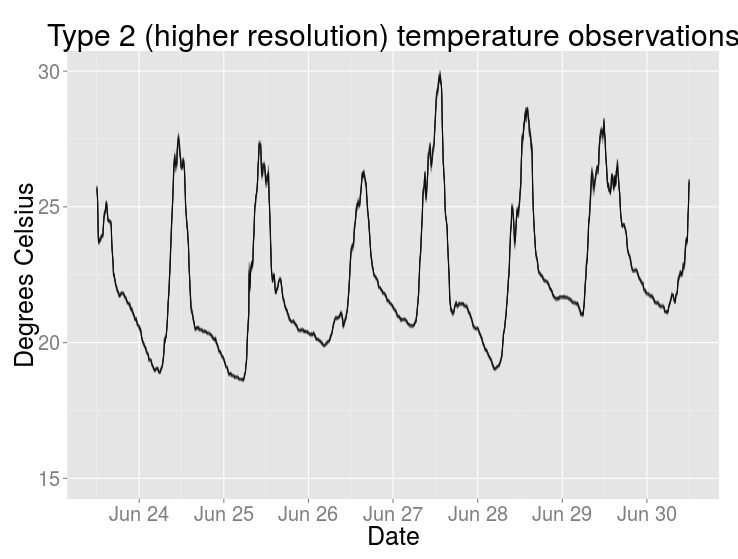 Type 2 (higher resolution) temperature observations
30
25
20
15
Degrees Celsius
Jun 24 Jun 25 Jun 26 Jun 27 Jun 28 Jun 29 Jun 30
Date